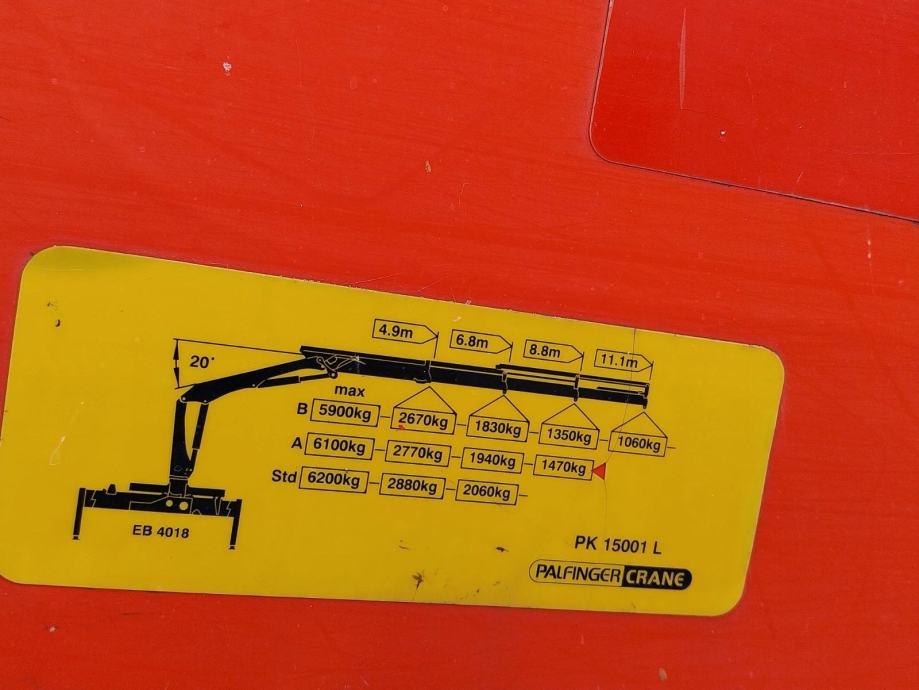 4.9m 6.8m 8.8m 11.1m
20°
max
B 5900kg 2670kg 1830kg 1350kg 1060kg
A 6100kg 2770kg 1940kg 1470kg
Std 6200kg 2880kg 2060kg
EB 4018
PK 15001 L
PALFINGER CRANE